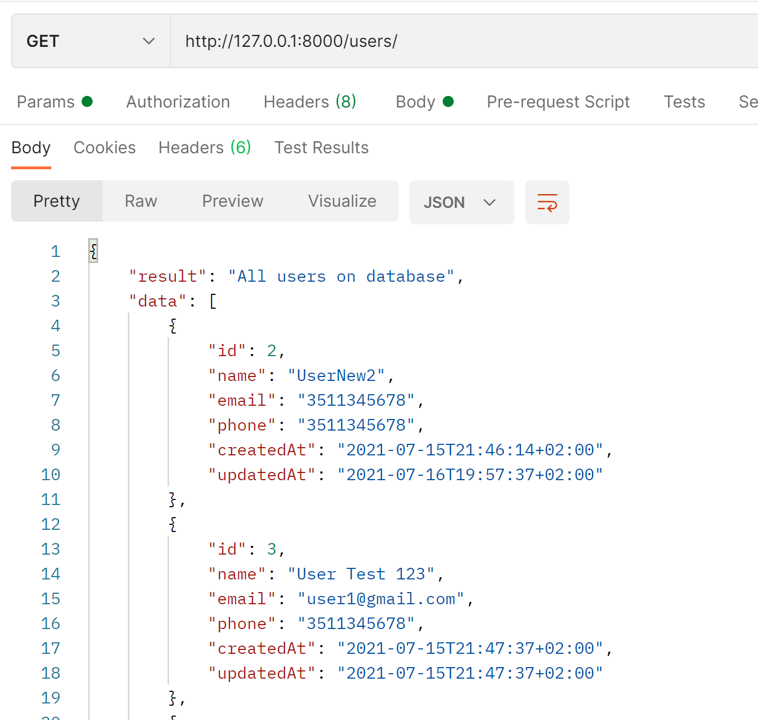 GET http://127.0.0.1:8000/users/
Params Authorization Headers (8) Body Pre-request Script Tests Se
Body Cookies Headers (6) Test Results
Pretty Raw Preview Visualize JSON
1 {
2 "result": "All users on database",
3 "data": [
4 {
5 "id": 2,
6 "name": "UserNew2",
7 "email": "3511345678",
8 "phone": "3511345678",
9 "createdAt": "2021-07-15T21:46:14+02:00",
10 "updatedAt": "2021-07-16T19:57:37+02:00"
11 },
12 {
13 "id": 3,
14 "name": "User Test 123",
15 "email": "user1@gmail.com",
16 "phone": "3511345678",
17 "createdAt": "2021-07-15T21:47:37+02:00",
18 "updatedAt": "2021-07-15T21:47:37+02:00"
19 },